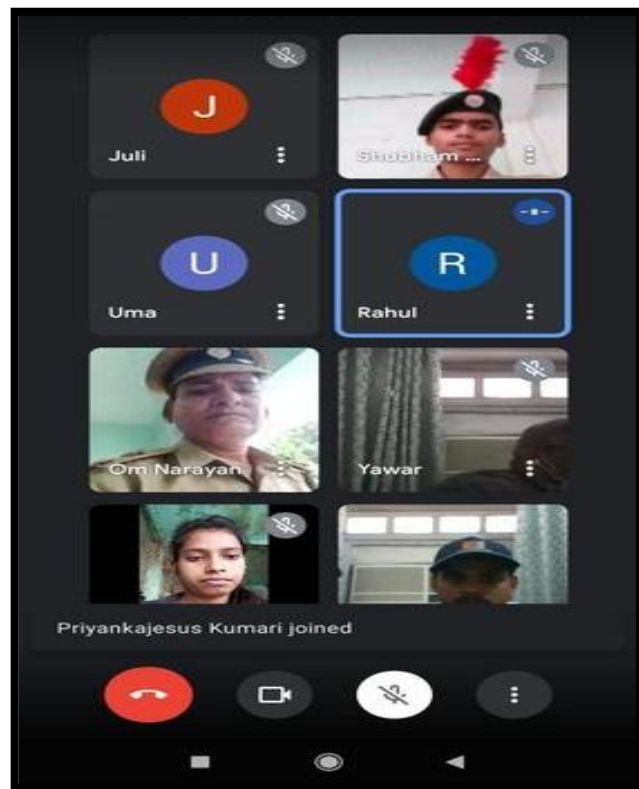 J
Juli
Shubham ...
U
Uma
R
Rahul
Om Narayan
Yawar
Priyankajesus Kumari joined